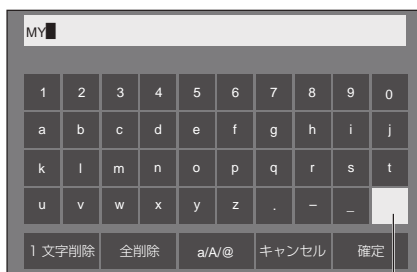 MY
1 2 3 4 5 6 7 8 9 0
a b c d e f g h i j
k l m n o p q r s t
u v w x y z . – _
1 文字削除 全削除 a/A/@ キャンセル 確定